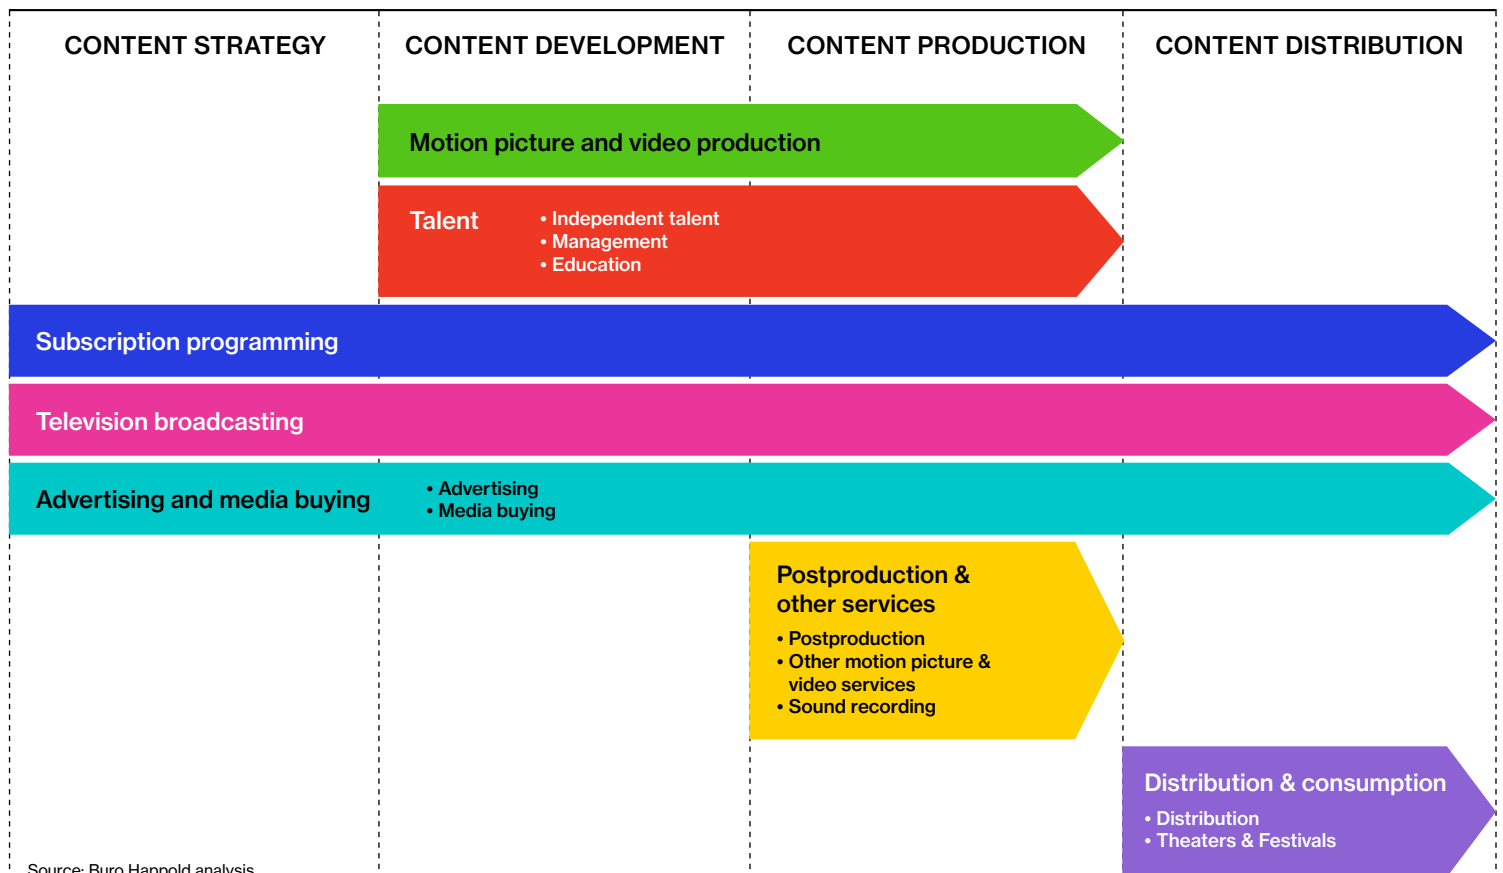 CONTENT STRATEGY
CONTENT DEVELOPMENT
CONTENT PRODUCTION
CONTENT DISTRIBUTION
Motion picture and video production
Talent
• Independent talent
• Management
• Education
Subscription programming
Television broadcasting
Advertising and media buying
• Advertising
• Media buying
Postproduction &
other services
• Postproduction
• Other motion picture &
video services
• Sound recording
Distribution & consumption
• Distribution
• Theaters & Festivals
Source: Buro Happold analysis